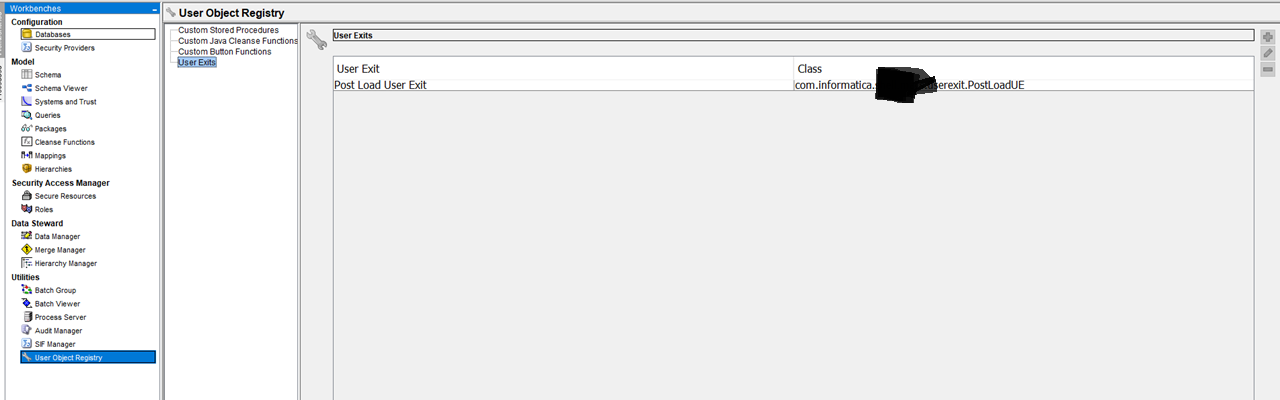 Workbenches
Configuration
Databases
Security Providers
Model
Schema
Schema Viewer
Systems and Trust
Queries
Packages
Cleanse Functions
Mappings
Hierarchies
Security Access Manager
Secure Resources
Roles
Data Steward
Data Manager
Merge Manager
Hierarchy Manager
Utilities
Batch Group
Batch Viewer
Process Server
Audit Manager
SIF Manager
User Object Registry
User Object Registry
Custom Stored Procedures
Custom Java Cleanse Functions
Custom Button Functions
User Exits
User Exits
User Exit Class
Post Load User Exit com.informatica. serexit.PostLoadUE